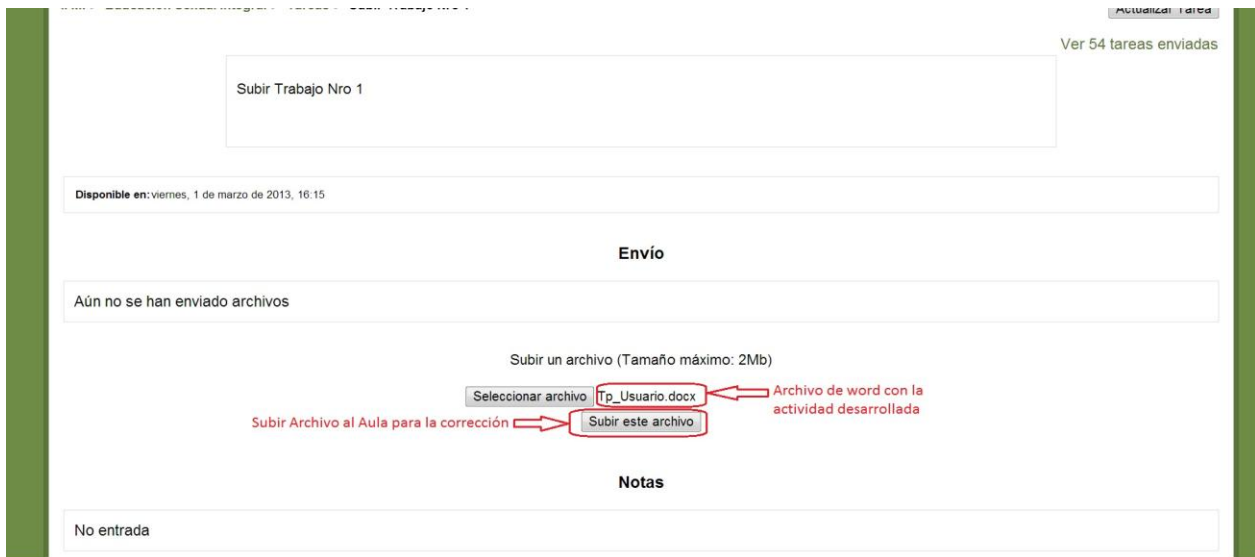 Actualizar Tarea
Ver 54 tareas enviadas
Subir Trabajo Nro 1
Disponible en: viernes, 1 de marzo de 2013, 16:15
Envío
Aún no se han enviado archivos
Subir un archivo (Tamaño máximo: 2Mb)
Seleccionar archivo Tp_Usuario.docx Archivo de word con la
actividad desarrollada
Subir Archivo al Aula para la corrección Subir este archivo
Notas
No entrada